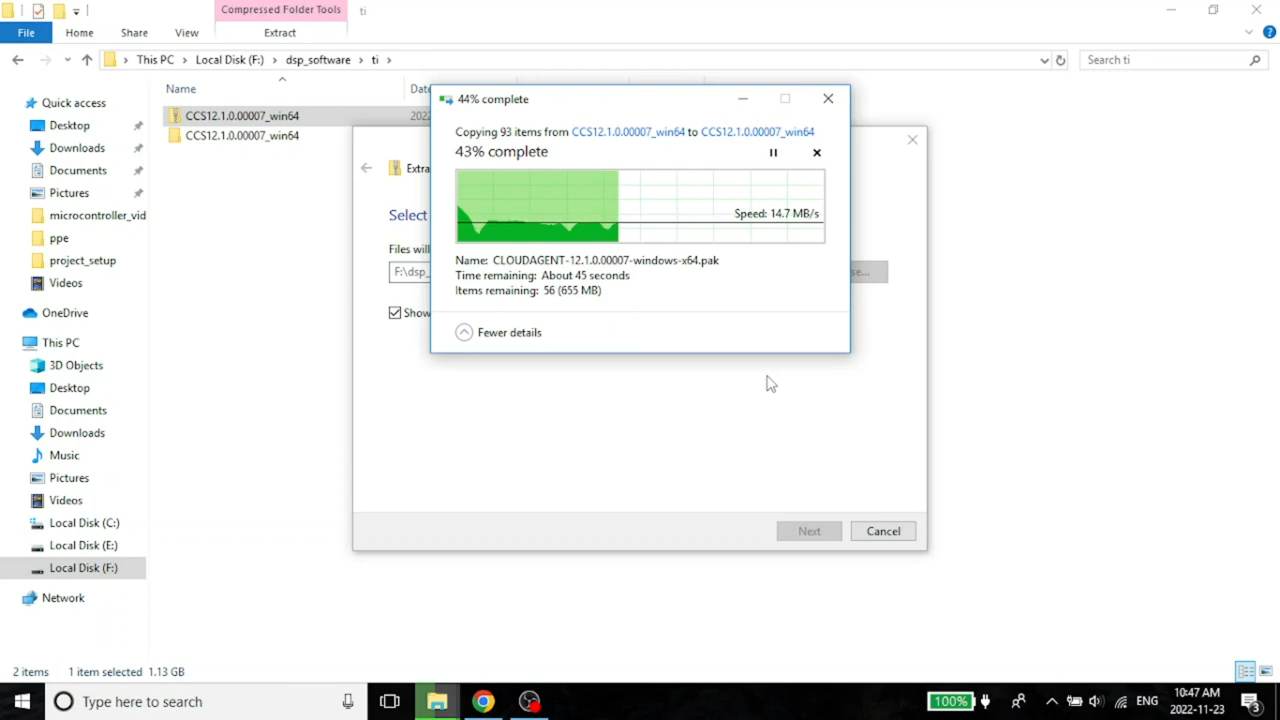 Compressed Folder Tools
ti
File
Home
Share
View
Extract
This PC
Local Disk (F:)
dsp_software
ti
Search ti
Name
Date
Quick access
Desktop
Downloads
Documents
Pictures
microcontroller_vid
ppe
project_setup
Videos
OneDrive
This PC
3D Objects
Desktop
Documents
Downloads
Music
Pictures
Videos
Local Disk (C:)
Local Disk (E:)
Local Disk (F:)
Network
CCS12.1.0.00007_win64
2022
CCS12.1.0.00007_win64
Extra
Select
Files will
F:\dsp_
se...
Show
Next
Cancel
44% complete
Copying 93 items from CCS12.1.0.00007_win64 to CCS12.1.0.00007_win64
43% complete
Speed: 14.7 MB/s
Name: CLOUDAGENT-12.1.0.00007-windows-x64.pak
Time remaining: About 45 seconds
Items remaining: 56 (655 MB)
Fewer details
2 items
1 item selected 1.13 GB
Type here to search
100%
ENG
10:47 AM
2022-11-23
3